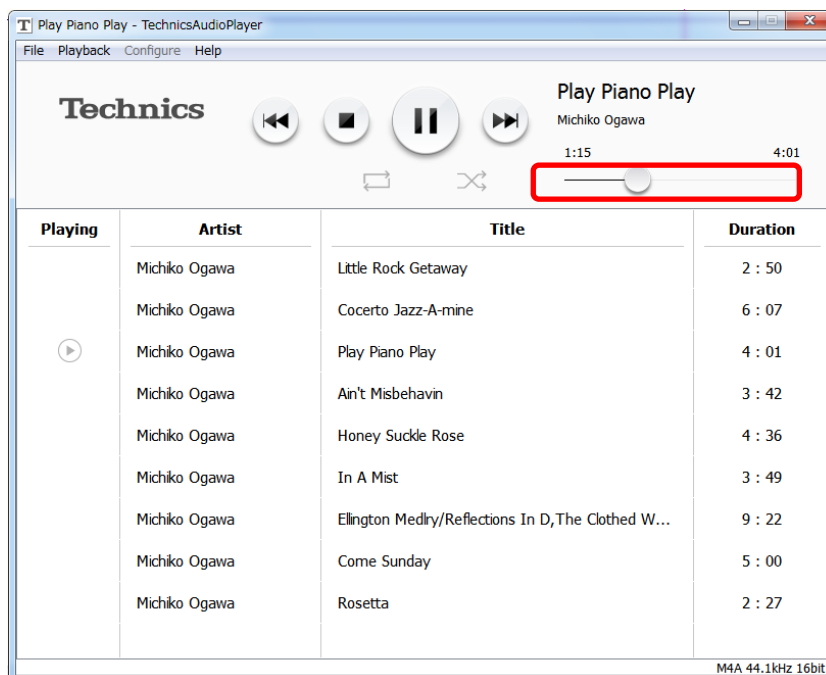 T Play Piano Play - TechnicsAudioPlayer
File Playback Configure Help
Technics
Play Piano Play
Michiko Ogawa
1:15 4:01
Playing Artist Title Duration
Michiko Ogawa Little Rock Getaway 2 : 50
Michiko Ogawa Cocerto Jazz-A-mine 6 : 07
Michiko Ogawa Play Piano Play 4 : 01
Michiko Ogawa Ain't Misbehavin 3 : 42
Michiko Ogawa Honey Suckle Rose 4 : 36
Michiko Ogawa In A Mist 3 : 49
Michiko Ogawa Ellington Medlry/Reflections In D,The Clothed W... 9 : 22
Michiko Ogawa Come Sunday 5 : 00
Michiko Ogawa Rosetta 2 : 27
M4A 44.1kHz 16bit